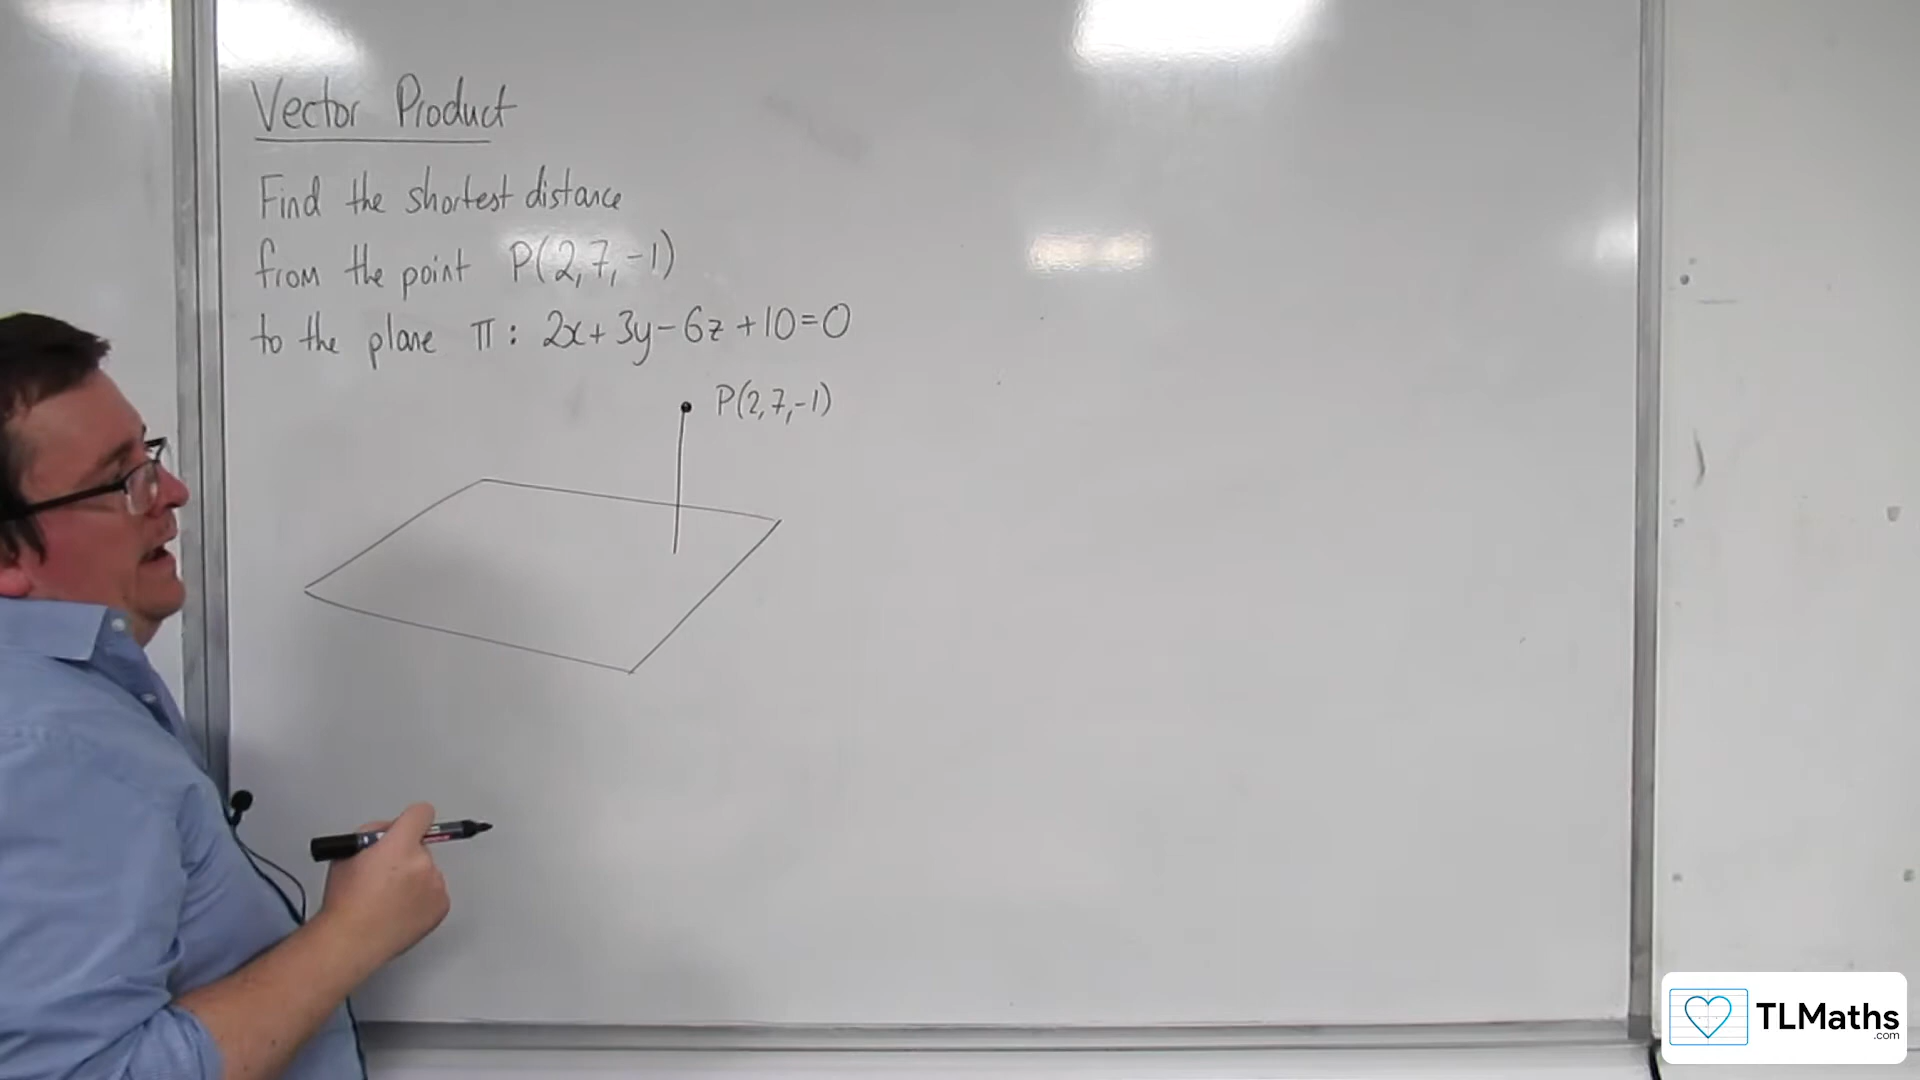 Vector Product
Find the shortest distance
from the point P(2,7,-1)
to the plane π: 2x+3y-6z+10=0
P(2,7,-1)
TLMaths
.com